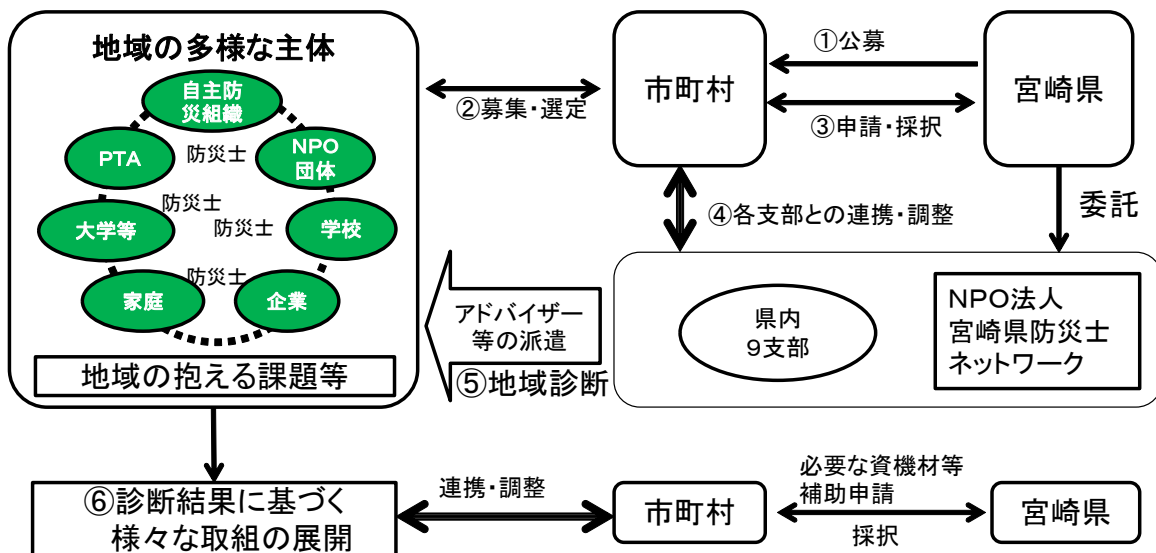 地域の多様な主体
自主防
災組織
PTA
防災士
NPO
団体
防災士
大学等
防災士
学校
防災士
家庭
企業
地域の抱える課題等
②募集・選定
市町村
①公募
③申請・採択
宮崎県
④各支部との連携・調整
委託
アドバイザー
等の派遣
⑤地域診断
県内
9支部
NPO法人
宮崎県防災士
ネットワーク
⑥診断結果に基づく
様々な取組の展開
連携・調整
市町村
必要な資機材等
補助申請
採択
宮崎県